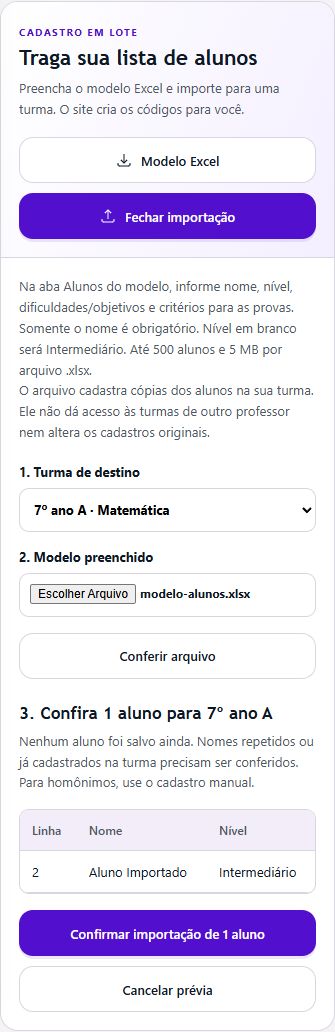 CADASTRO EM LOTE
Traga sua lista de alunos
Preencha o modelo Excel e importe para uma
turma. O site cria os códigos para você.
Modelo Excel
Fechar importação
Na aba Alunos do modelo, informe nome, nível,
dificuldades/objetivos e critérios para as provas.
Somente o nome é obrigatório. Nível em branco
será Intermediário. Até 500 alunos e 5 MB por
arquivo .xlsx.
O arquivo cadastra cópias dos alunos na sua turma.
Ele não dá acesso às turmas de outro professor
nem altera os cadastros originais.
1. Turma de destino
7º ano A · Matemática
2. Modelo preenchido
Escolher Arquivo modelo-alunos.xlsx
Conferir arquivo
3. Confira 1 aluno para 7º ano A
Nenhum aluno foi salvo ainda. Nomes repetidos ou
já cadastrados na turma precisam ser conferidos.
Para homônimos, use o cadastro manual.
Linha Nome Nível
2 Aluno Importado Intermediário
Confirmar importação de 1 aluno
Cancelar prévia